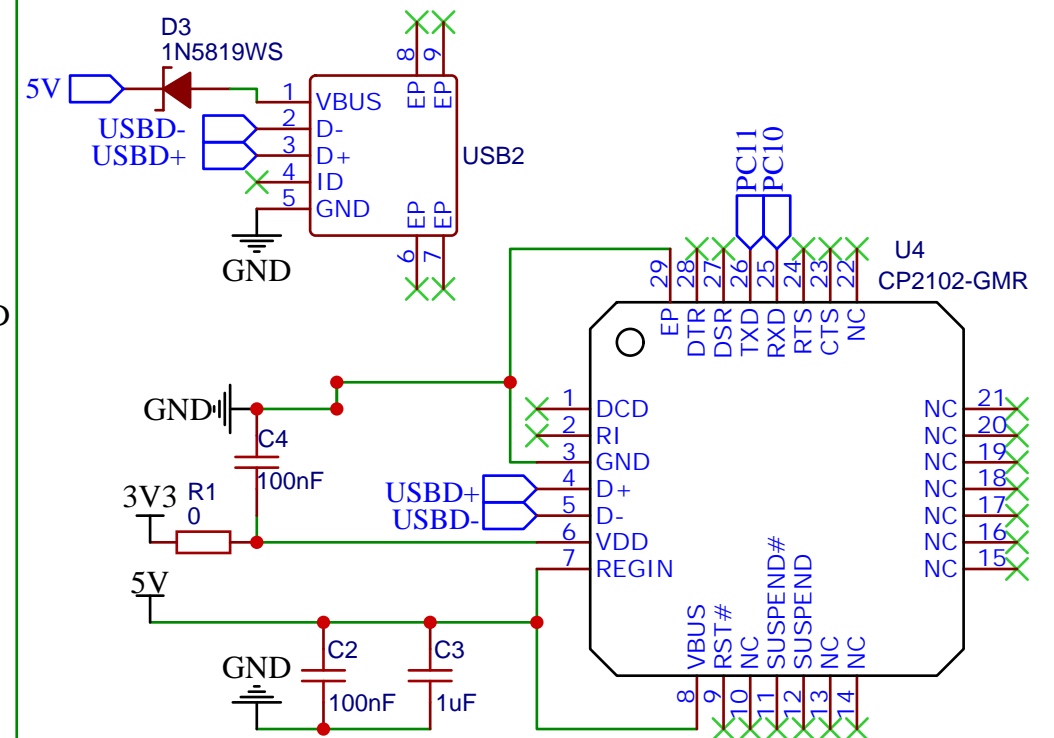 D3
1N5819WS
5V
USBD-
USBD+
1
2
3
4
5
VBUS
D-
D+
ID
GND
8
9
EP
EP
EP
EP
6
7
USB2
GND
PC11
PC10
U4
CP2102-GMR
29
28
27
26
25
24
23
22
EP
DTR
DSR
TXD
RXD
RTS
CTS
NC
D
GND
C4
100nF
3V3
R1
0
USBD+
USBD-
1
2
3
4
5
6
7
DCD
RI
GND
D+
D-
VDD
REGIN
NC
NC
NC
NC
NC
NC
NC
21
20
19
18
17
16
15
5V
GND
C2
100nF
C3
1uF
VBUS
RST#
NC
SUSPEND#
SUSPEND
NC
NC
8
9
10
11
12
13
14